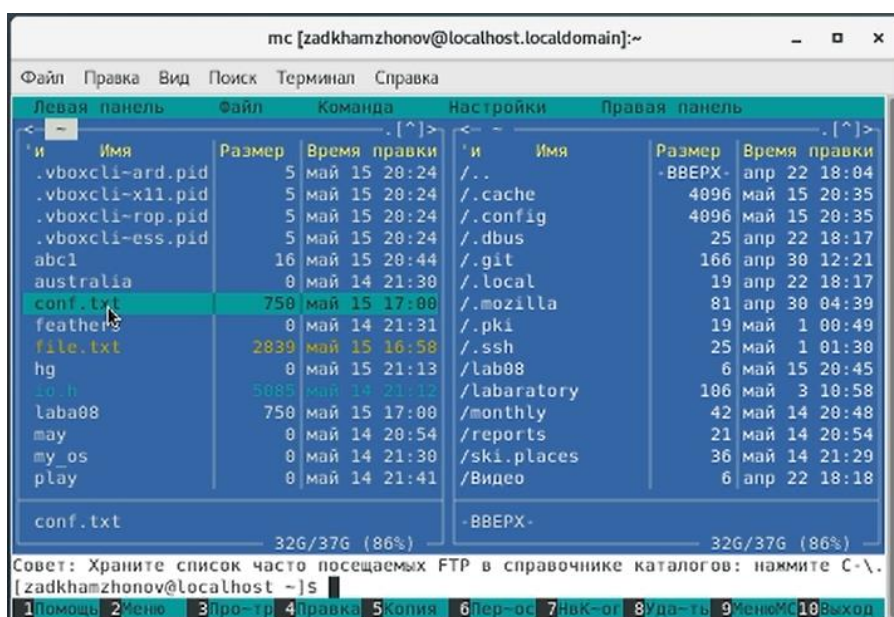 mc [zadkhamzhonov@localhost.localdomain]:~
Файл Правка Вид Поиск Терминал Справка
Левая панель Файл Команда Настройки Правая панель
<- ~ .[^]> <- ~ .[^]>
'и Имя Размер Время правки 'и Имя Размер Время правки
.vboxcli~ard.pid 5 май 15 20:24 /.. -ВВЕРХ- апр 22 18:04
.vboxcli~x11.pid 5 май 15 20:24 /.cache 4096 май 15 20:35
.vboxcli~rop.pid 5 май 15 20:24 /.config 4096 май 15 20:35
.vboxcli~ess.pid 5 май 15 20:24 /.dbus 25 апр 22 18:17
abc1 16 май 15 20:44 /.git 166 апр 30 12:21
australia 0 май 14 21:30 /.local 19 апр 22 18:17
conf.txt 750 май 15 17:00 /.mozilla 81 апр 30 04:39
feathers 0 май 14 21:31 /.pki 19 май 1 00:49
file.txt 2839 май 15 16:58 /.ssh 25 май 1 01:30
hg 0 май 15 21:13 /lab08 6 май 15 20:45
io.h 5085 май 14 21:12 /labaratory 106 май 3 10:58
laba08 750 май 15 17:00 /monthly 42 май 14 20:48
may 0 май 14 20:54 /reports 21 май 14 20:54
my_os 0 май 14 21:30 /ski.places 36 май 14 21:29
play 0 май 14 21:41 /Видео 6 апр 22 18:18
conf.txt -ВВЕРХ-
32G/37G (86%) 32G/37G (86%)
Совет: Храните список часто посещаемых FTP в справочнике каталогов: нажмите C-\.
[zadkhamzhonov@localhost ~]$
1Помощь 2Меню 3Про~тр 4Правка 5Копия 6Пер~ос 7НвК~ог 8Уда~ть 9МенюMC 10Выход